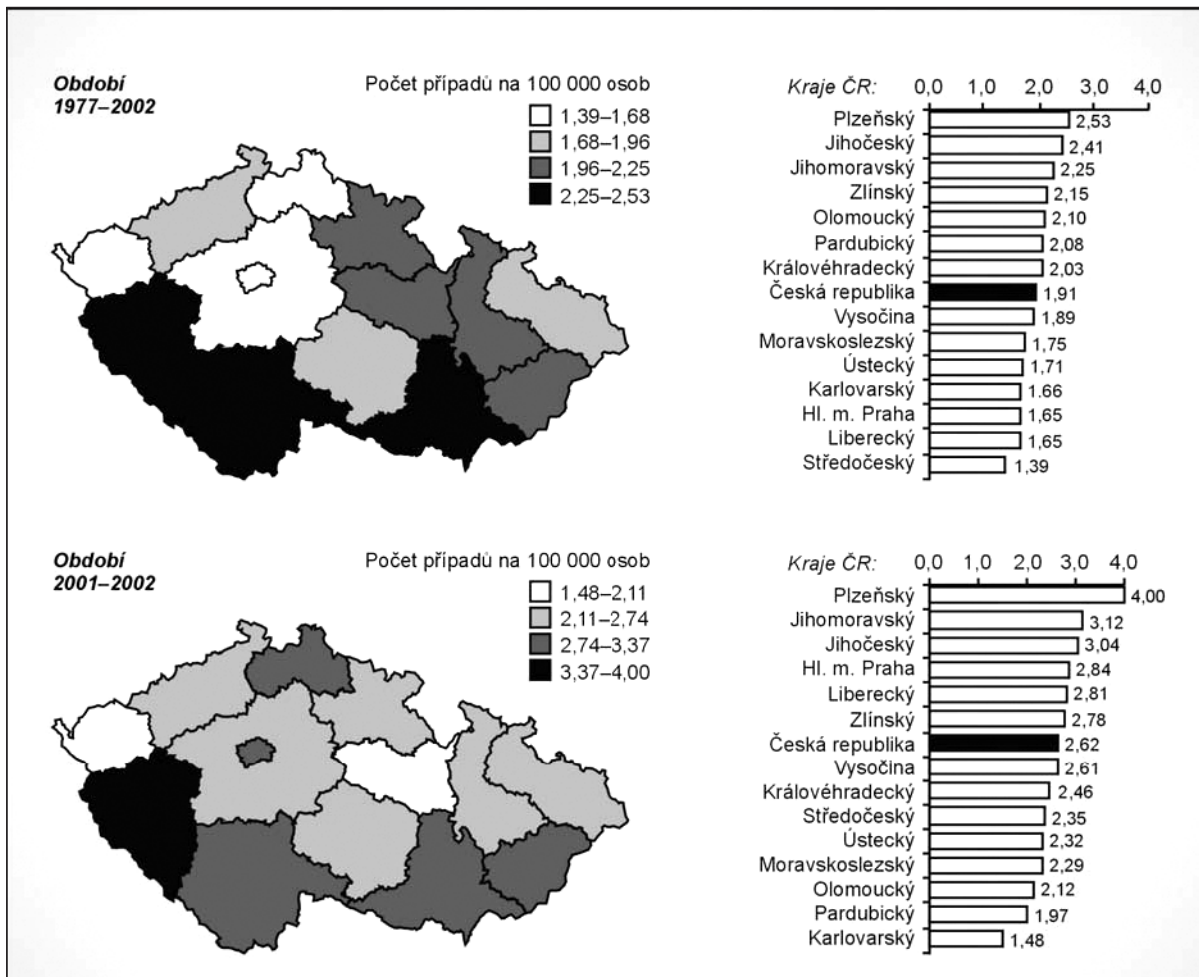 Období
1977–2002
Počet případů na 100 000 osob
1,39–1,68
1,68–1,96
1,96–2,25
2,25–2,53
Kraje ČR:
0,0 1,0 2,0 3,0 4,0
Plzeňský 2,53
Jihočeský 2,41
Jihomoravský 2,25
Zlínský 2,15
Olomoucký 2,10
Pardubický 2,08
Královéhradecký 2,03
Česká republika 1,91
Vysočina 1,89
Moravskoslezský 1,75
Ústecký 1,71
Karlovarský 1.66
Hl. m. Praha 1,65
Liberecký 1,65
Středočeský 1,39
Období
2001–2002
Počet případů na 100 000 osob
1,48–2,11
2,11–2,74
2,74–3,37
3,37–4,00
Kraje ČR:
0,0 1,0 2,0 3,0 4,0
Plzeňský 4,00
Jihomoravský 3,12
Jihočeský 3,04
Hl. m. Praha 2,84
Liberecký 2,81
Zlínský 2,78
Česká republika 2,62
Vysočina 2,61
Královéhradecký 2,46
Středočeský 2,35
Ústecký 2,32
Moravskoslezský 2,29
Olomoucký 2,12
Pardubický 1,97
Karlovarský 1,48